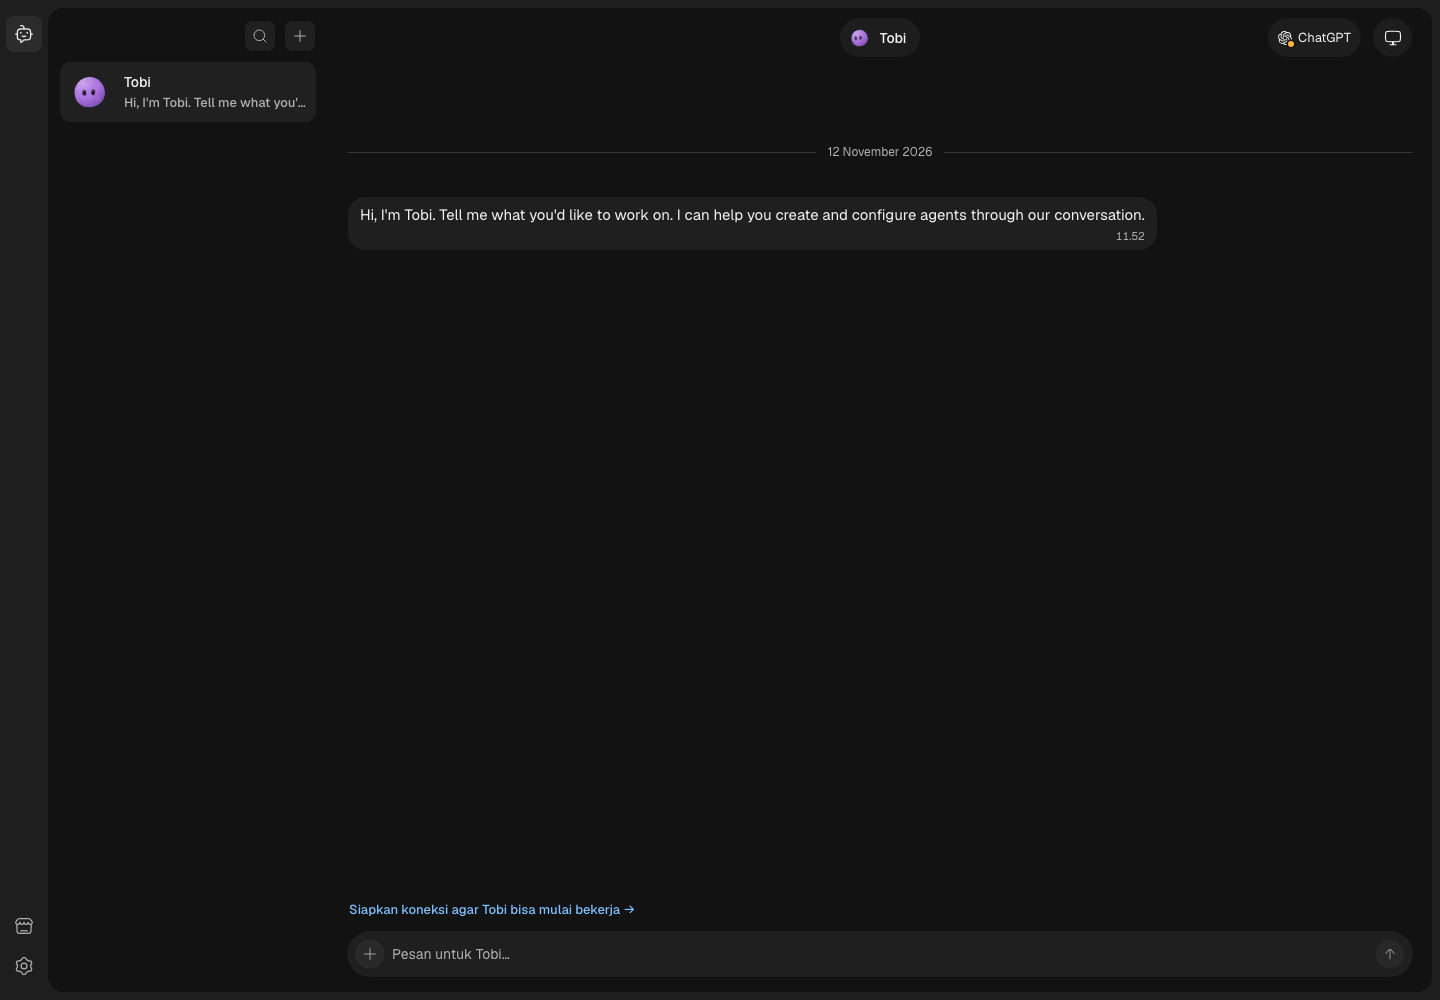 Tobi
ChatGPT
Tobi
Hi, I'm Tobi. Tell me what you'...
12 November 2026
Hi, I'm Tobi. Tell me what you'd like to work on. I can help you create and configure agents through our conversation.
11.52
Siapkan koneksi agar Tobi bisa mulai bekerja →
Pesan untuk Tobi...